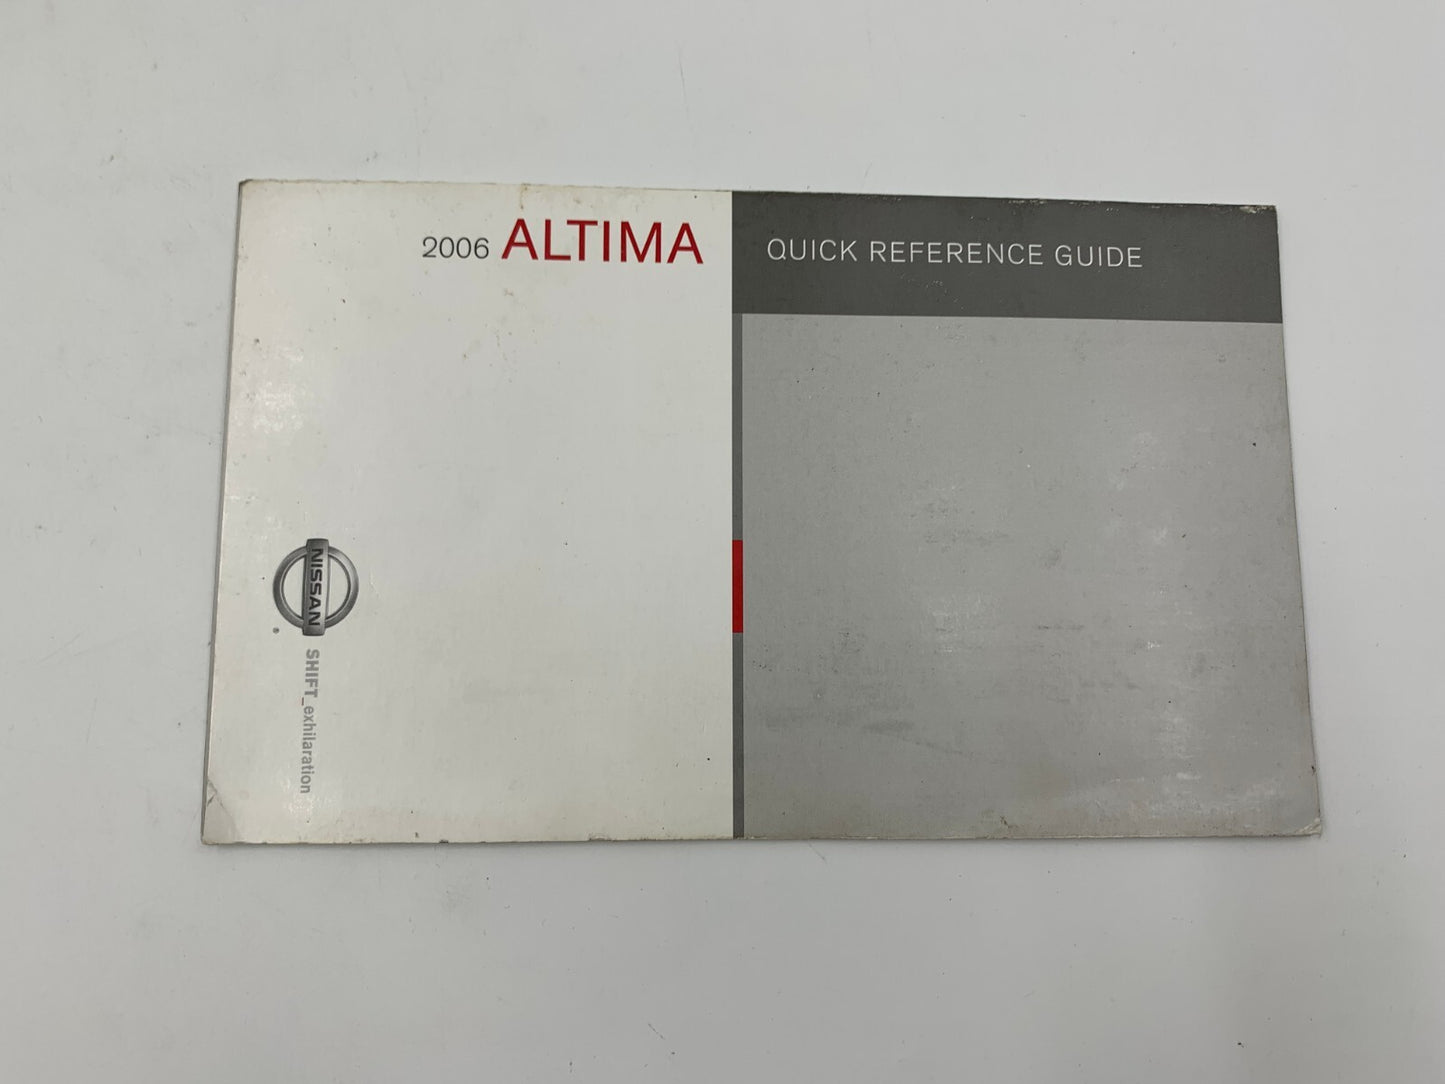 2006 ALTIMA
QUICK REFERENCE GUIDE
NISSAN
®
SHIFT_exhilaration